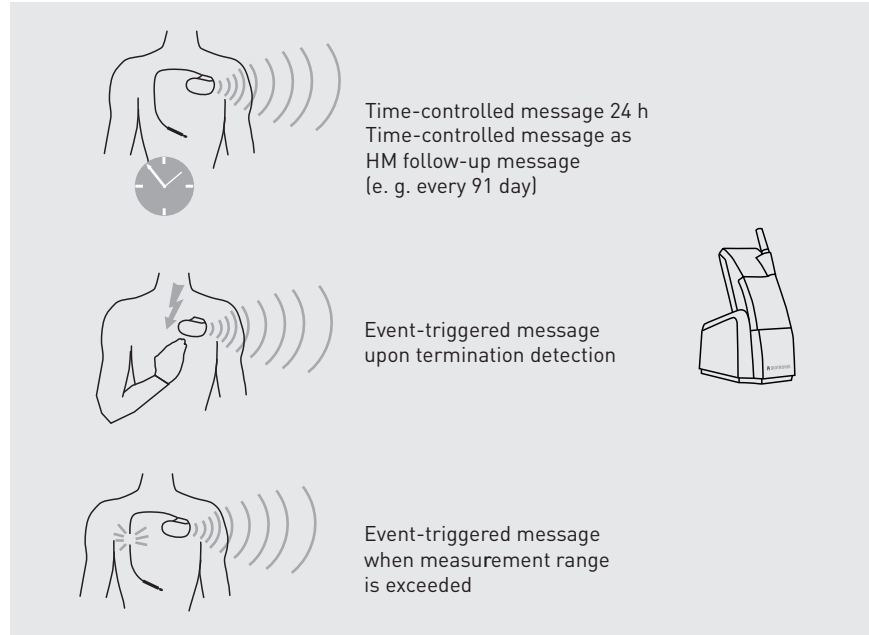 Time-controlled message 24 h
Time-controlled message as
HM follow-up message
(e. g. every 91 day)
Event-triggered message
upon termination detection
Event-triggered message
when measurement range
is exceeded